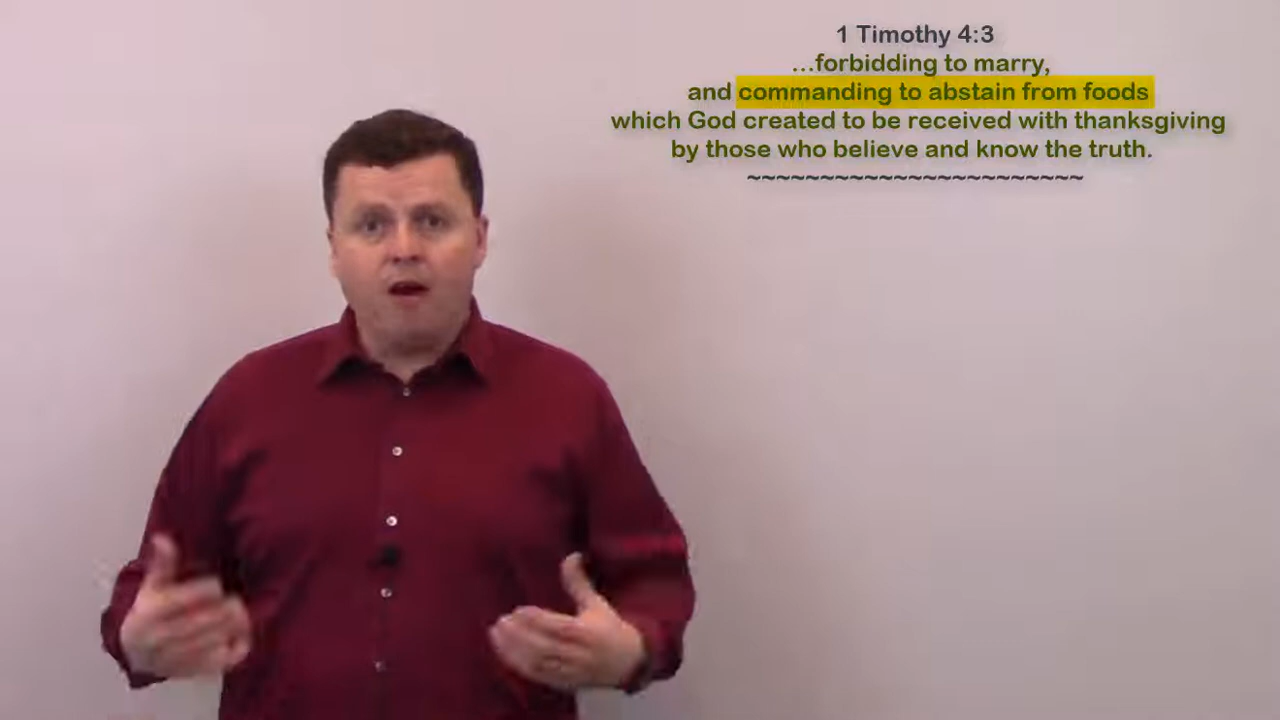 1 Timothy 4:3
...forbidding to marry,
and commanding to abstain from foods
which God created to be received with thanksgiving
by those who believe and know the truth.
~~~~~~~~~~~~~~~~~~~~~~~